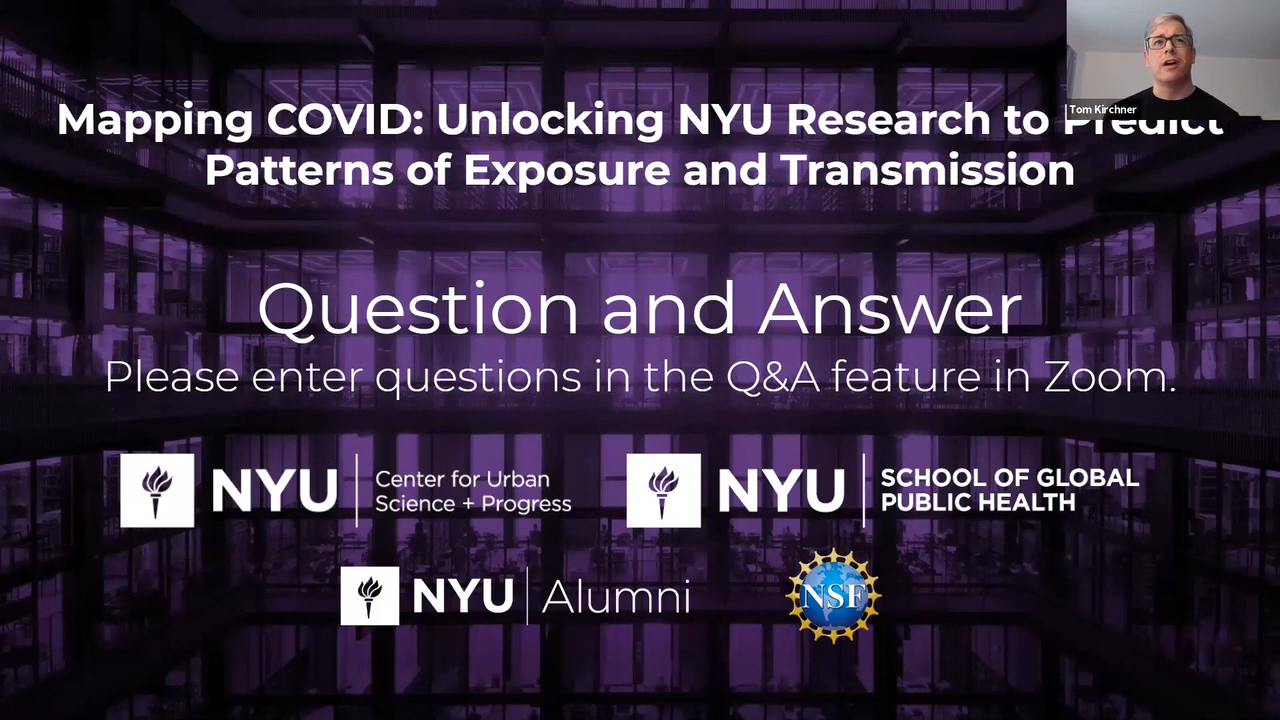 Mapping COVID: Unlocking NYU Research to Predict
Patterns of Exposure and Transmission
Tom Kirchner
Question and Answer
Please enter questions in the Q&A feature in Zoom.
NYU Center for Urban
Science + Progress
NYU SCHOOL OF GLOBAL
PUBLIC HEALTH
NYU Alumni
NSF